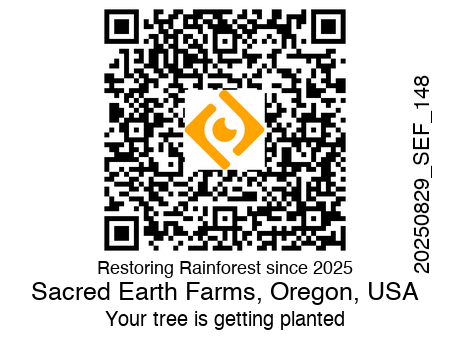 20250829_SEF_148
Restoring Rainforest since 2025
Sacred Earth Farms, Oregon, USA
Your tree is getting planted